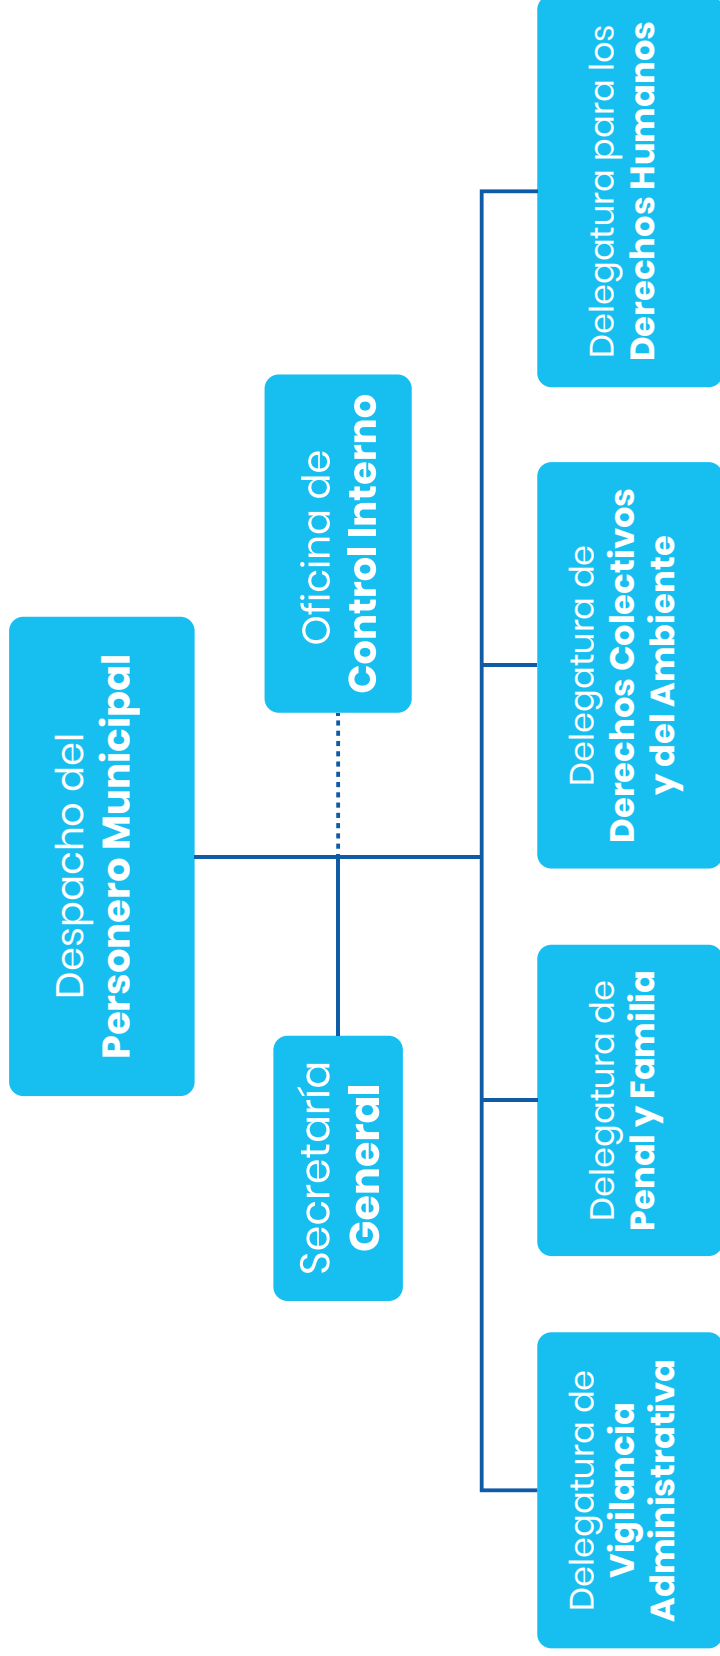 Despacho del
Personero Municipal
Secretaría
General
Oficina de
Control Interno
Delegatura de
Vigilancia
Administrativa
Delegatura de
Penal y Familia
Delegatura de
Derechos Colectivos
y del Ambiente
Delegatura para los
Derechos Humanos